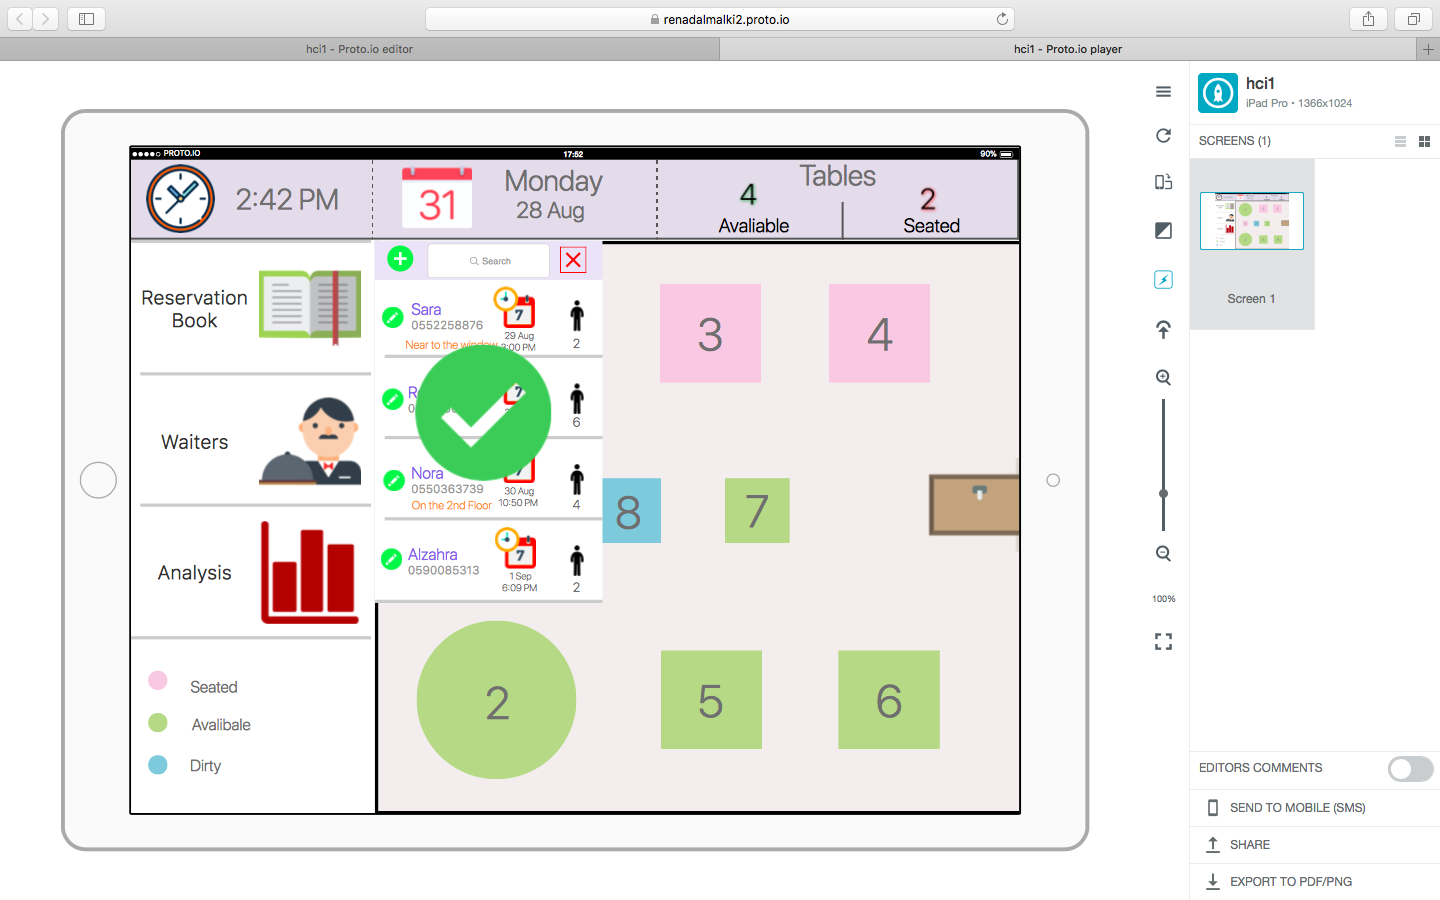 renadalmalki2.proto.io
hci1 - Proto.io editor
hci1 - Proto.io player
PROTO.IO
17:52
90%
2:42 PM
31
Monday
28 Aug
Tables
4
Avaliable
2
Seated
Reservation
Book
Waiters
Analysis
Seated
Avalibale
Dirty
Search
Sara
0552258876
Near to the window
7
29 Aug
2
7
6
Nora
0550363739
On the 2nd Floor
7
30 Aug
10:50 PM
4
Alzahra
0590085313
7
1 Sep
6:09 PM
2
3
4
8
7
2
5
6
100%
hci1
iPad Pro • 1366x1024
SCREENS (1)
Screen 1
EDITORS COMMENTS
SEND TO MOBILE (SMS)
SHARE
EXPORT TO PDF/PNG